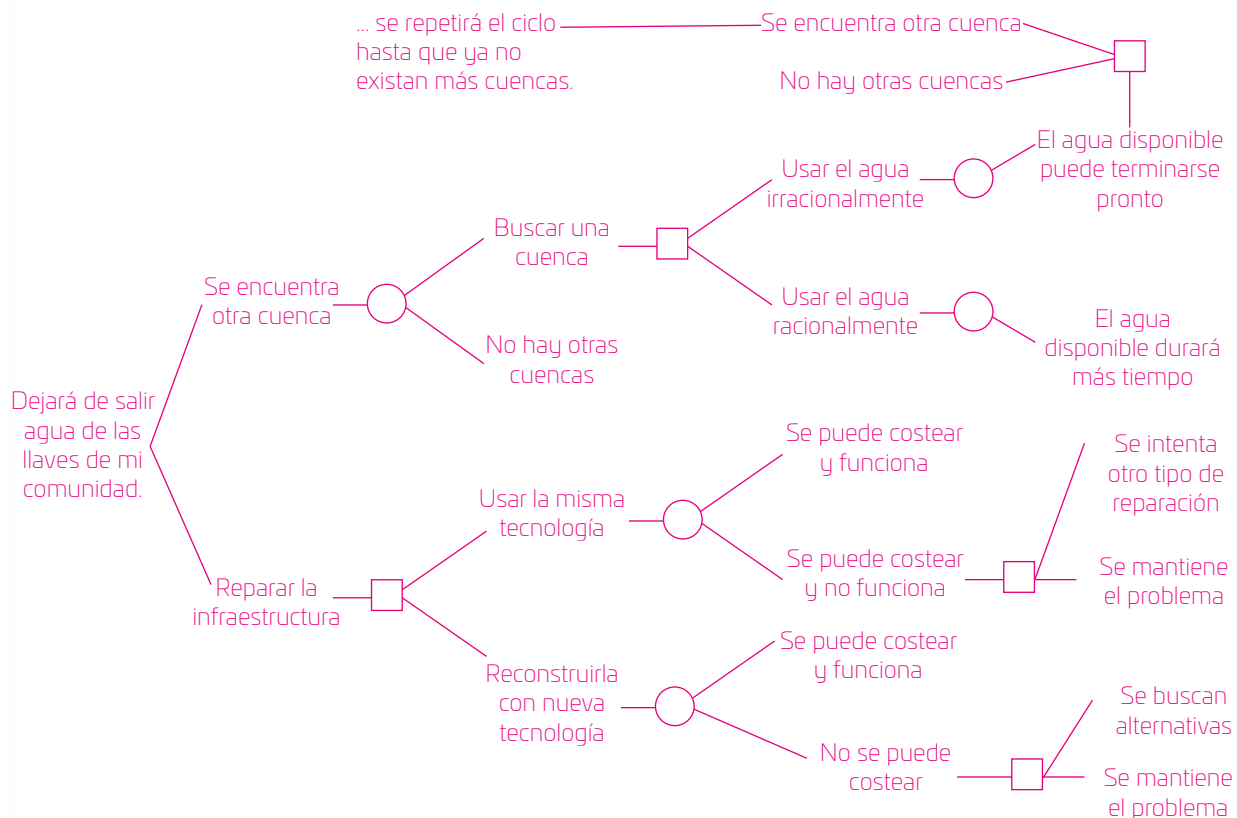 ... se repetirá el ciclo
hasta que ya no
existan más cuencas.
Se encuentra otra cuenca
No hay otras cuencas
El agua disponible
puede terminarse
pronto
Usar el agua
irracionalmente
Buscar una
cuenca
Se encuentra
otra cuenca
Usar el agua
racionalmente
El agua
disponible durará
más tiempo
No hay otras
cuencas
Dejará de salir
agua de las
llaves de mi
comunidad.
Se puede costear
y funciona
Se intenta
otro tipo de
reparación
Usar la misma
tecnología
Se puede costear
y no funciona
Se mantiene
el problema
Reparar la
infraestructura
Se puede costear
y funciona
Reconstruirla
con nueva
tecnología
Se buscan
alternativas
No se puede
costear
Se mantiene
el problema